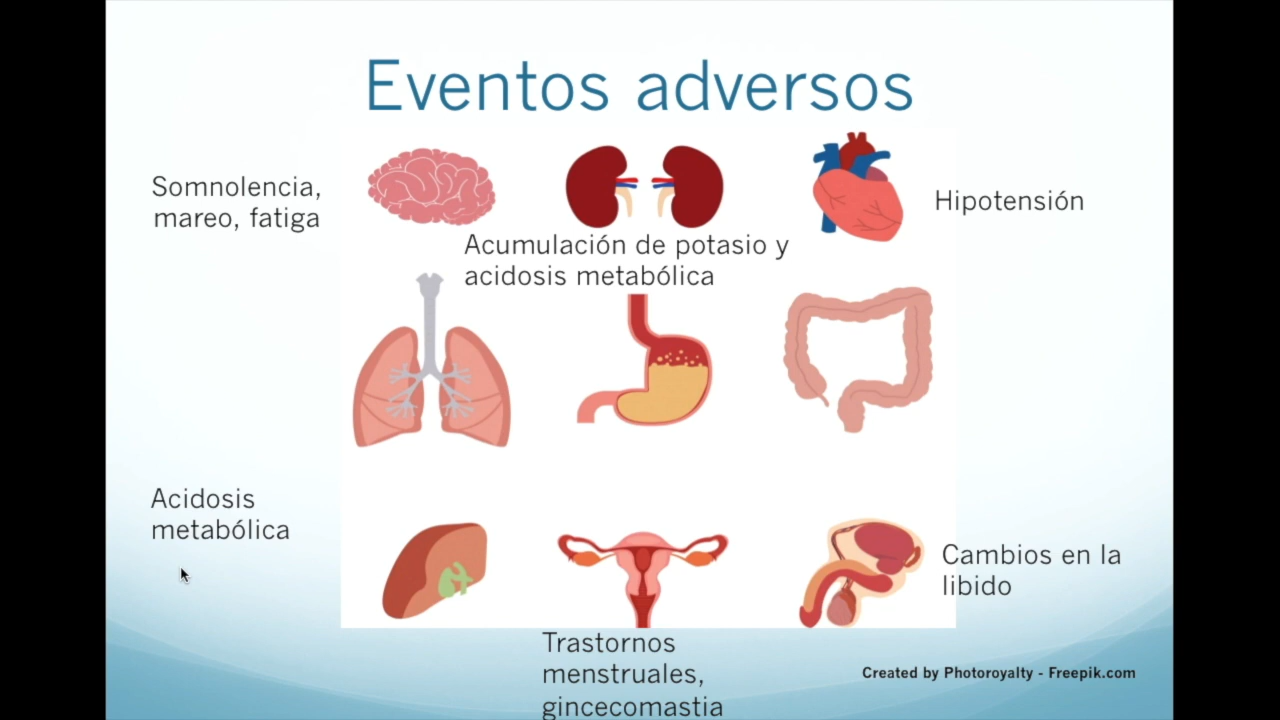 Eventos adversos
Somnolencia,
mareo, fatiga
Hipotensión
Acumulación de potasio y
acidosis metabólica
Acidosis
metabólica
Cambios en la
libido
Trastornos
menstruales,
gincecomastia
Created by Photoroyalty - Freepik.com